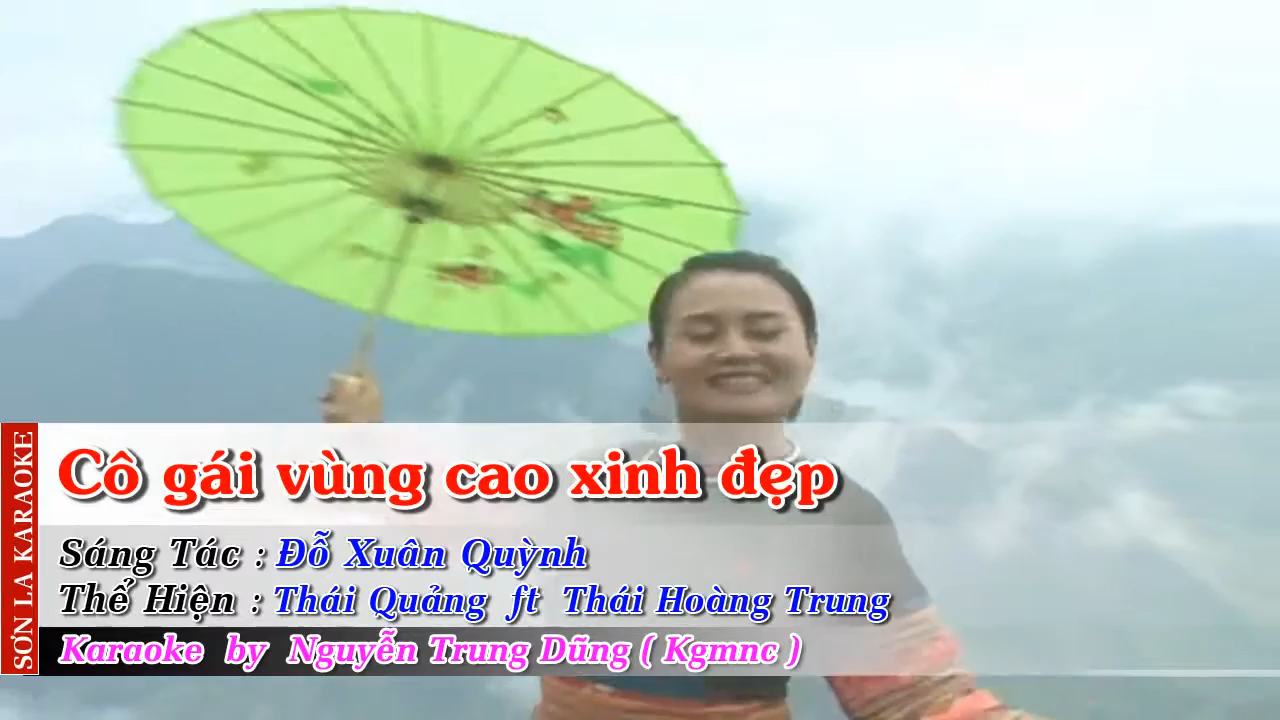 SƠN LA KARAOKE
Cô gái vùng cao xinh đẹp
Sáng Tác : Đỗ Xuân Quỳnh
Thể Hiện : Thái Quảng ft Thái Hoàng Trung
Karaoke by Nguyễn Trung Dũng ( Kgmnc )